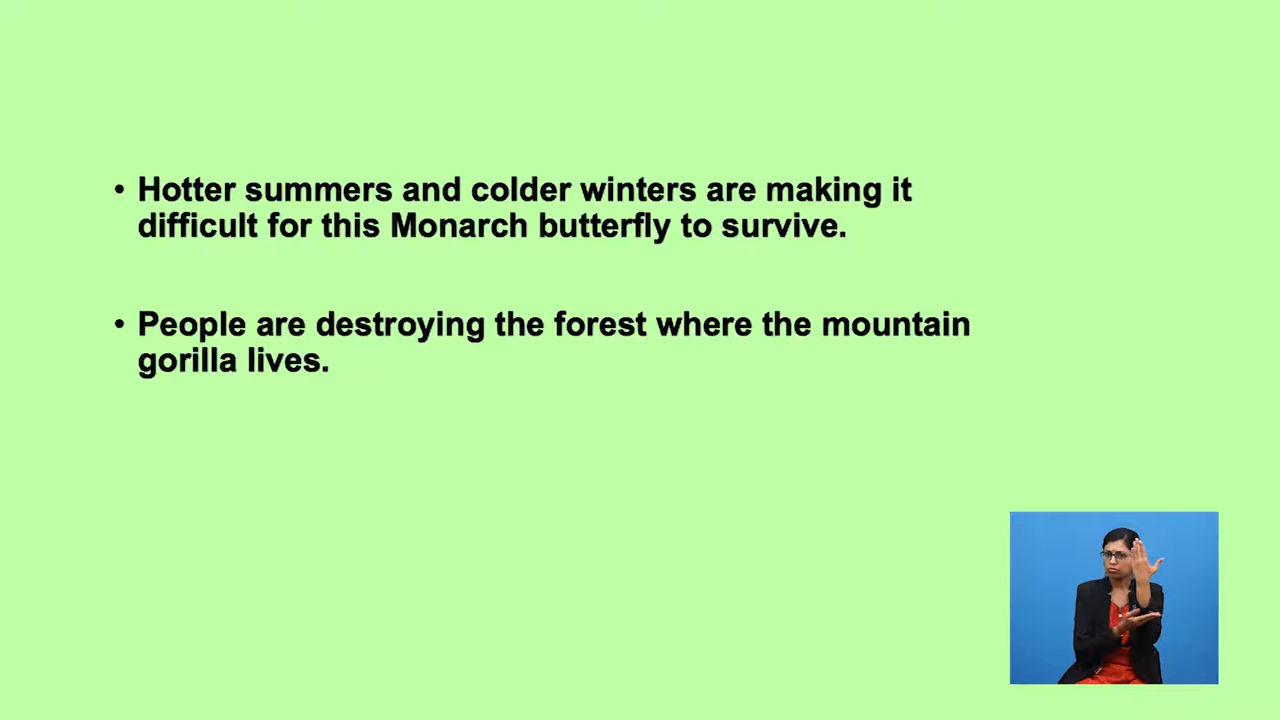 • Hotter summers and colder winters are making it
difficult for this Monarch butterfly to survive.
• People are destroying the forest where the mountain
gorilla lives.